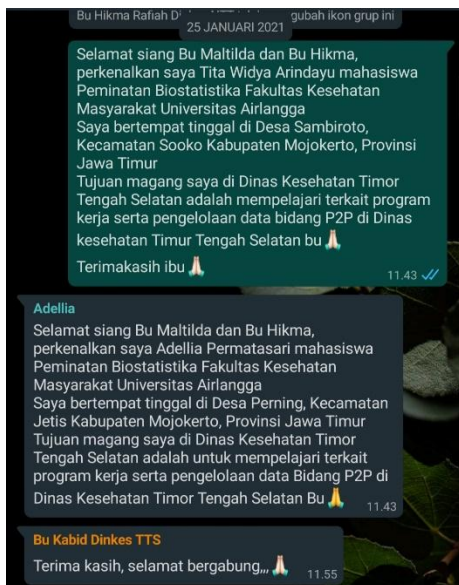 Bu Hikma Rafiah gubah ikon grup ini
25 JANUARI 2021
Selamat siang Bu Maltilda dan Bu Hikma,
perkenalkan saya Tita Widya Arindayu mahasiswa
Peminatan Biostatistika Fakultas Kesehatan
Masyarakat Universitas Airlangga
Saya bertempat tinggal di Desa Sambiroto,
Kecamatan Sooko Kabupaten Mojokerto, Provinsi
Jawa Timur
Tujuan magang saya di Dinas Kesehatan Timor
Tengah Selatan adalah mempelajari terkait program
kerja serta pengelolaan data bidang P2P di Dinas
kesehatan Timur Tengah Selatan bu🙏🏻
Terimakasih ibu🙏🏻
11.43
Adellia
Selamat siang Bu Maltilda dan Bu Hikma,
perkenalkan saya Adellia Permatasari mahasiswa
Peminatan Biostatistika Fakultas Kesehatan
Masyarakat Universitas Airlangga
Saya bertempat tinggal di Desa Perning, Kecamatan
Jetis Kabupaten Mojokerto, Provinsi Jawa Timur
Tujuan magang saya di Dinas Kesehatan Timor
Tengah Selatan adalah untuk mempelajari terkait
program kerja serta pengelolaan data Bidang P2P di
Dinas Kesehatan Timor Tengah Selatan Bu🙏
11.43
Bu Kabid Dinkes TTS
Terima kasih, selamat bergabung,,,🙏🏻
11.55